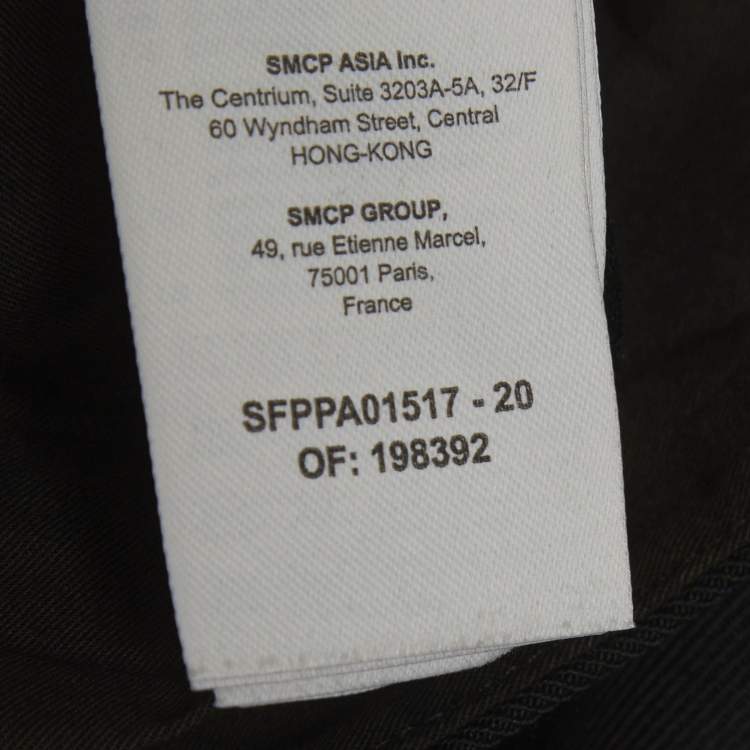 SMCP ASIA Inc.
The Centrium, Suite 3203A-5A, 32/F
60 Wyndham Street, Central
HONG-KONG
SMCP GROUP,
49, rue Etienne Marcel,
75001 Paris,
France
SFPPA01517 - 20
OF: 198392